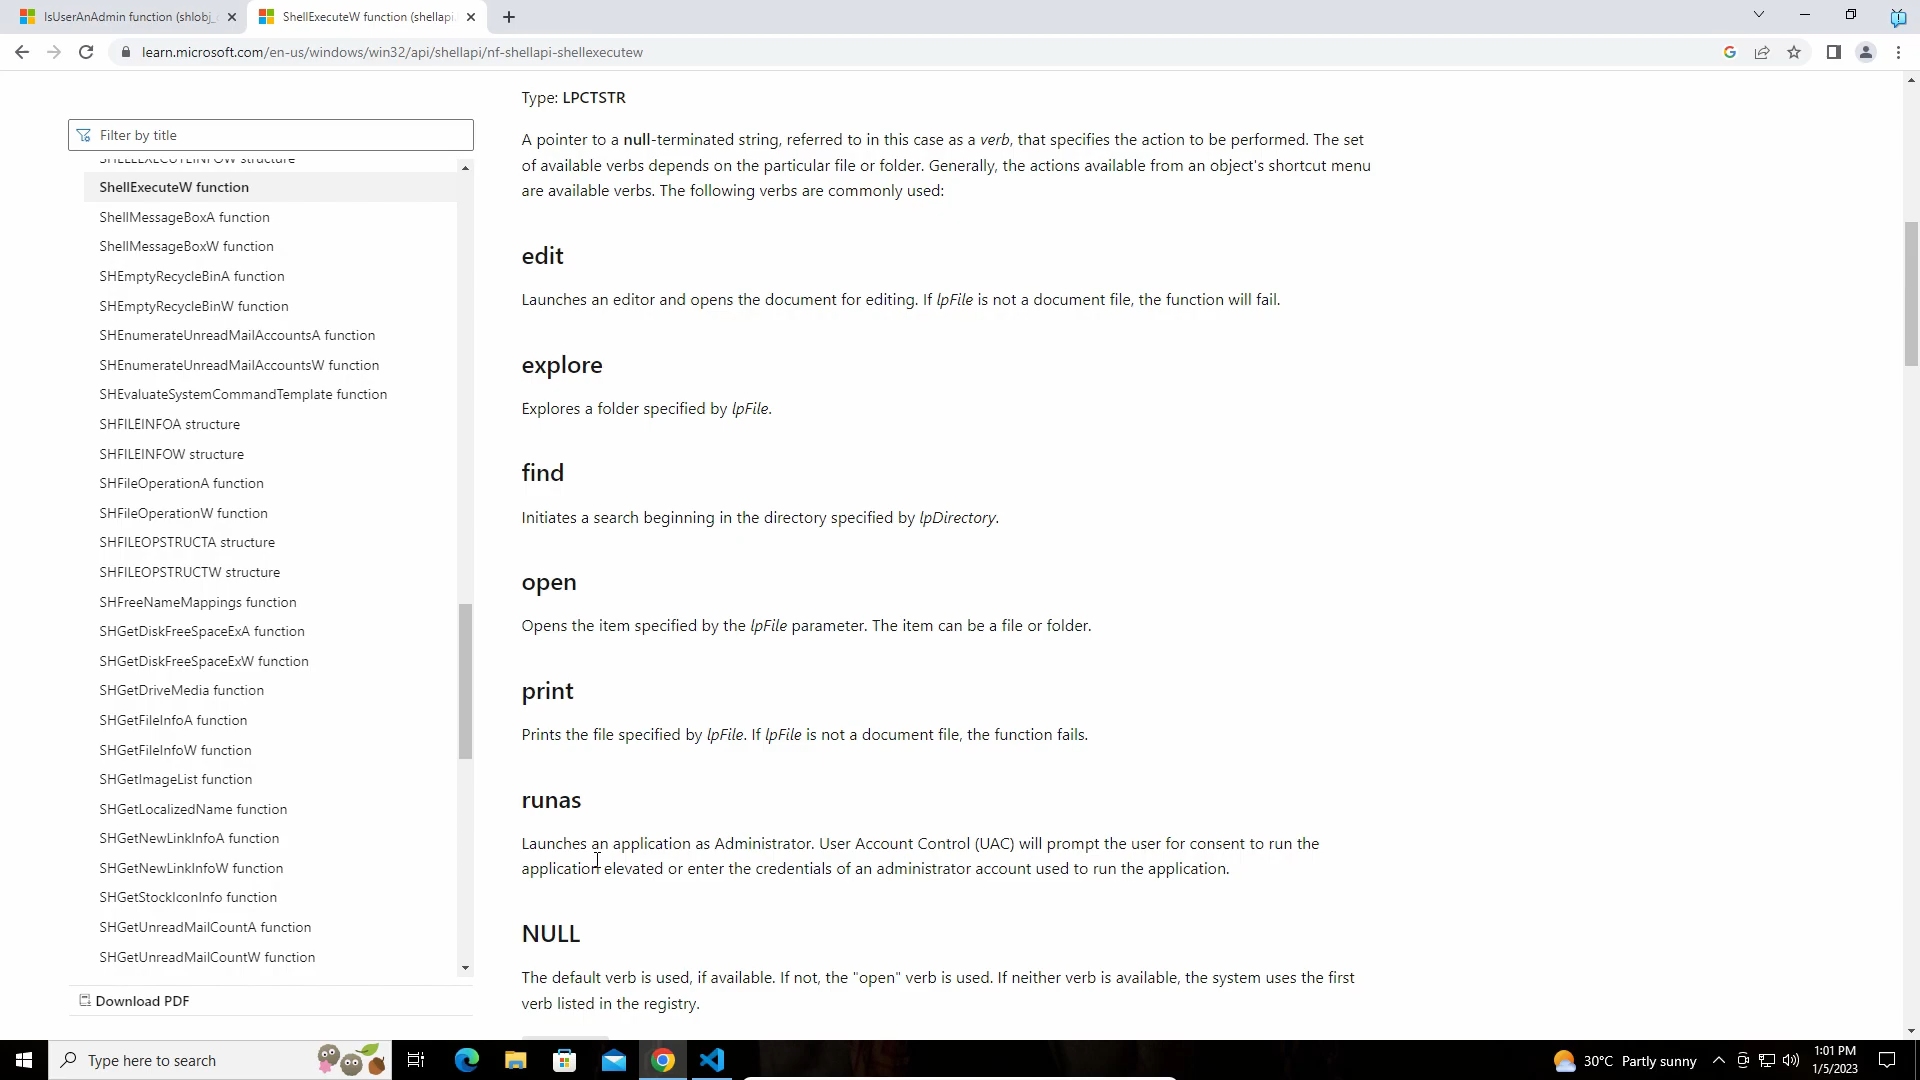 IsUserAnAdmin function (shlobj_
ShellExecuteW function (shellapi.
learn.microsoft.com/en-us/windows/win32/api/shellapi/nf-shellapi-shellexecutew
Filter by title
SHELLEXECUTEINFOW structure
ShellExecuteW function
ShellMessageBoxA function
ShellMessageBoxW function
SHEmptyRecycleBinA function
SHEmptyRecycleBinW function
SHEnumerateUnreadMailAccountsA function
SHEnumerateUnreadMailAccountsW function
SHEvaluateSystemCommandTemplate function
SHFILEINFOA structure
SHFILEINFOW structure
SHFileOperationA function
SHFileOperationW function
SHFILEOPSTRUCTA structure
SHFILEOPSTRUCTW structure
SHFreeNameMappings function
SHGetDiskFreeSpaceExA function
SHGetDiskFreeSpaceExW function
SHGetDriveMedia function
SHGetFileInfoA function
SHGetFileInfoW function
SHGetImageList function
SHGetLocalizedName function
SHGetNewLinkInfoA function
SHGetNewLinkInfoW function
SHGetStockIconInfo function
SHGetUnreadMailCountA function
SHGetUnreadMailCountW function
Download PDF
Type: LPCTSTR
A pointer to a null-terminated string, referred to in this case as a verb, that specifies the action to be performed. The set
of available verbs depends on the particular file or folder. Generally, the actions available from an object's shortcut menu
are available verbs. The following verbs are commonly used:
edit
Launches an editor and opens the document for editing. If lpFile is not a document file, the function will fail.
explore
Explores a folder specified by lpFile.
find
Initiates a search beginning in the directory specified by lpDirectory.
open
Opens the item specified by the lpFile parameter. The item can be a file or folder.
print
Prints the file specified by lpFile. If lpFile is not a document file, the function fails.
runas
Launches an application as Administrator. User Account Control (UAC) will prompt the user for consent to run the
application elevated or enter the credentials of an administrator account used to run the application.
NULL
The default verb is used, if available. If not, the "open" verb is used. If neither verb is available, the system uses the first
verb listed in the registry.
Type here to search
30°C Partly sunny
1:01 PM
1/5/2023